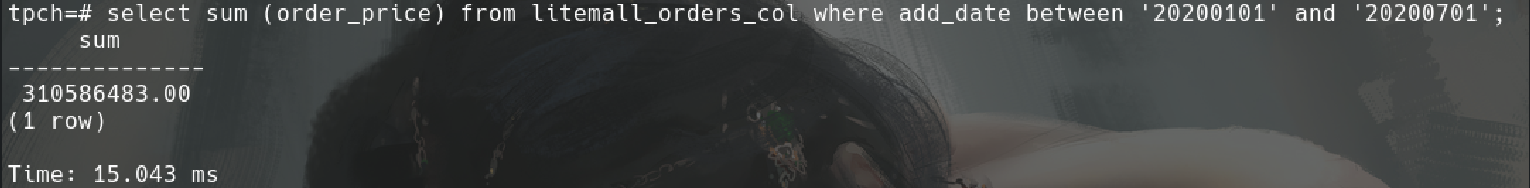 tpch=# select sum (order_price) from litemall_orders_col where add_date between '20200101' and '20200701';
sum
--------------
310586483.00
(1 row)
Time: 15.043 ms